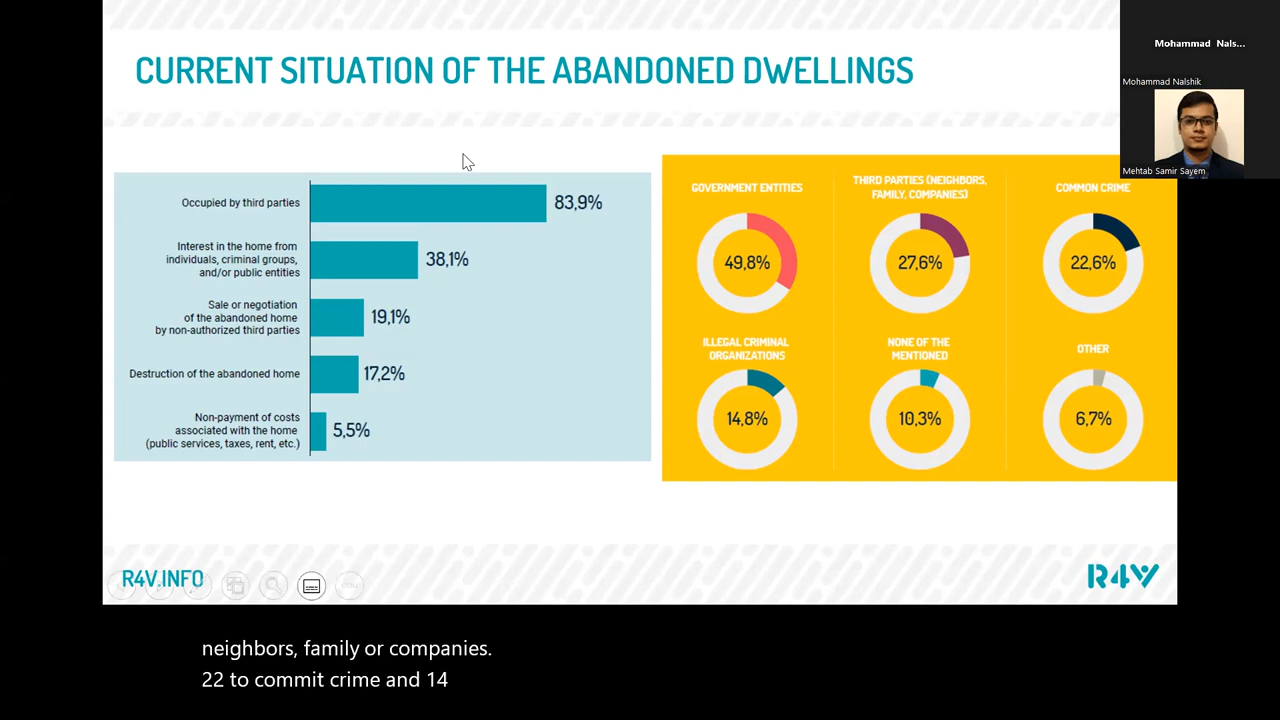 CURRENT SITUATION OF THE ABANDONED DWELLINGS
Mohammad Nals...
Mohammad Nalshik
Mehtab Samir Sayem
Occupied by third parties
83,9%
Interest in the home from
individuals, criminal groups,
and/or public entities
38,1%
Sale or negotiation
of the abandoned home
by non-authorized third parties
19,1%
Destruction of the abandoned home
17,2%
Non-payment of costs
associated with the home
(public services, taxes, rent, etc.)
5,5%
GOVERNMENT ENTITIES
49,8%
THIRD PARTIES (NEIGHBORS,
FAMILY, COMPANIES)
27,6%
COMMON CRIME
22,6%
ILLEGAL CRIMINAL
ORGANIZATIONS
14,8%
NONE OF THE
MENTIONED
10,3%
OTHER
6,7%
R4V.INFO
R4V
neighbors, family or companies.
22 to commit crime and 14